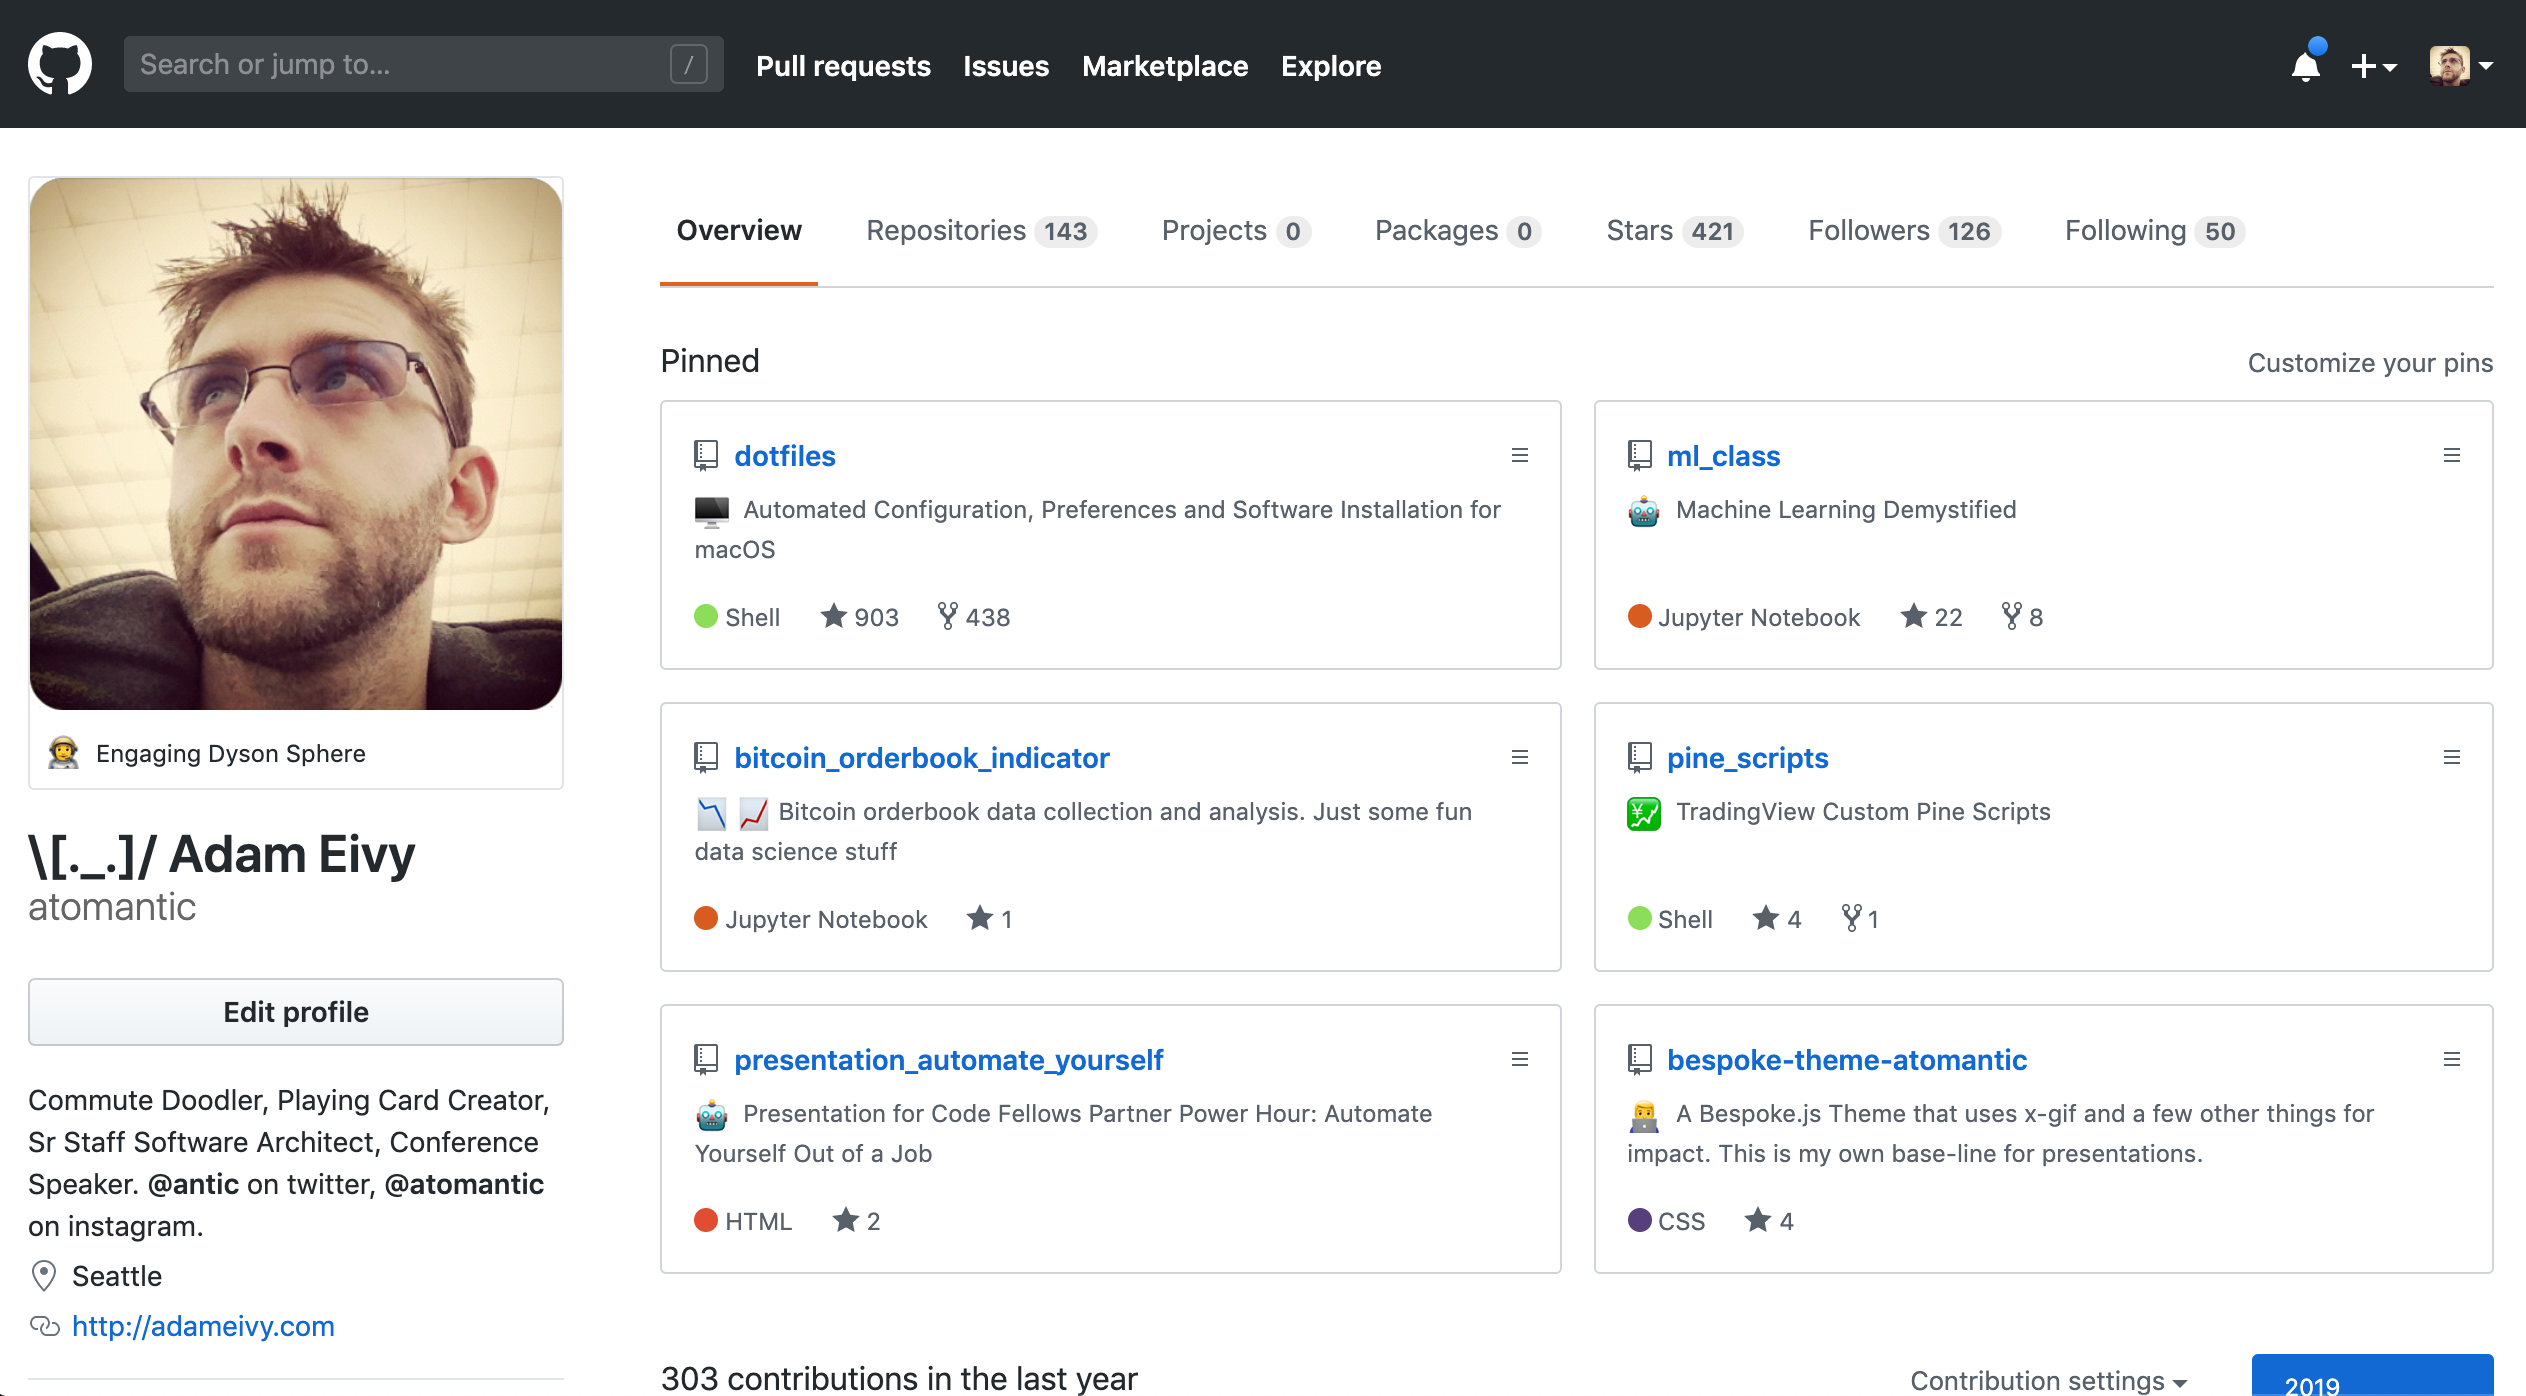 Search or jump to...
/
Pull requests
Issues
Marketplace
Explore
Engaging Dyson Sphere
\[._.]/ Adam Eivy
atomantic
Edit profile
Commute Doodler, Playing Card Creator,
Sr Staff Software Architect, Conference
Speaker. @antic on twitter, @atomantic
on instagram.
Seattle
http://adameivy.com
Overview
Repositories 143
Projects 0
Packages 0
Stars 421
Followers 126
Following 50
Pinned
Customize your pins
dotfiles
Automated Configuration, Preferences and Software Installation for
macOS
Shell 903 438
ml_class
Machine Learning Demystified
Jupyter Notebook 22 8
bitcoin_orderbook_indicator
Bitcoin orderbook data collection and analysis. Just some fun
data science stuff
Jupyter Notebook 1
pine_scripts
TradingView Custom Pine Scripts
Shell 4 1
presentation_automate_yourself
Presentation for Code Fellows Partner Power Hour: Automate
Yourself Out of a Job
HTML 2
bespoke-theme-atomantic
A Bespoke.js Theme that uses x-gif and a few other things for
impact. This is my own base-line for presentations.
CSS 4
303 contributions in the last year
Contribution settings
2019